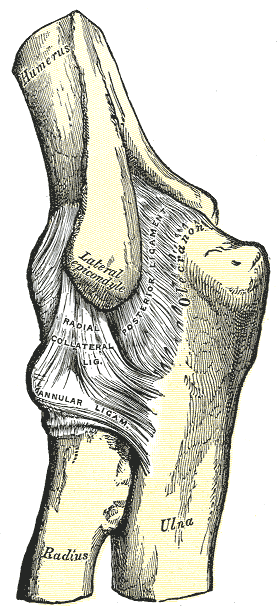 Humerus
Lateral
epicondyle
POSTERIOR LIGAMENT
Olecranon
RADIAL
COLLATERAL
LIG.
ANNULAR LIGAM.
Radius
Ulna